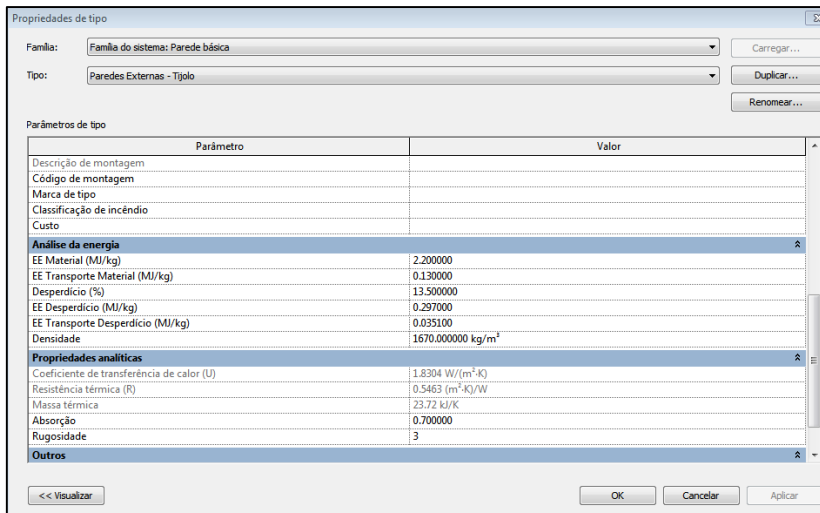 Propriedades de tipo
Família: Família do sistema: Parede básica Carregar...
Tipo: Paredes Externas - Tijolo Duplicar...
Renomear...
Parâmetros de tipo
Parâmetro Valor
Descrição de montagem
Código de montagem
Marca de tipo
Classificação de incêndio
Custo
Análise da energia
EE Material (MJ/kg) 2.200000
EE Transporte Material (MJ/kg) 0.130000
Desperdício (%) 13.500000
EE Desperdício (MJ/kg) 0.297000
EE Transporte Desperdício (MJ/kg) 0.035100
Densidade 1670.000000 kg/m³
Propriedades analíticas
Coeficiente de transferência de calor (U) 1.8304 W/(m²·K)
Resistência térmica (R) 0.5463 (m²·K)/W
Massa térmica 23.72 kJ/K
Absorção 0.700000
Rugosidade 3
Outros
<< Visualizar OK Cancelar Aplicar